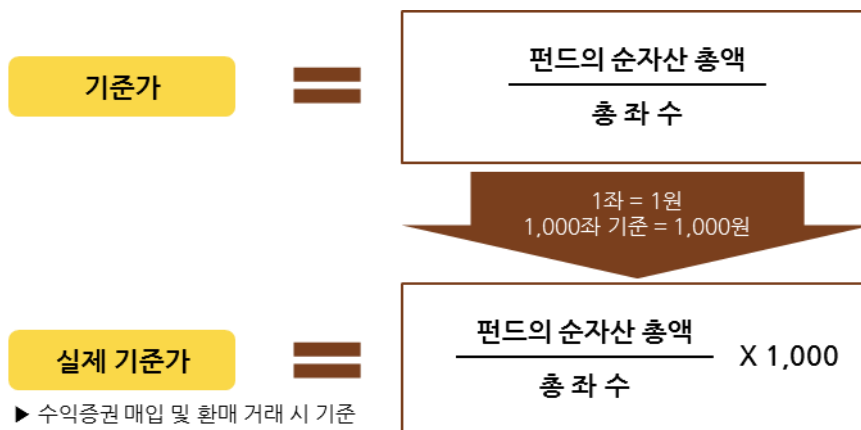 기준가
펀드의 순자산 총액
총 좌 수
1좌 = 1원
1,000좌 기준 = 1,000원
실제 기준가
펀드의 순자산 총액
총 좌 수
X 1,000
▶ 수익증권 매입 및 환매 거래 시 기준